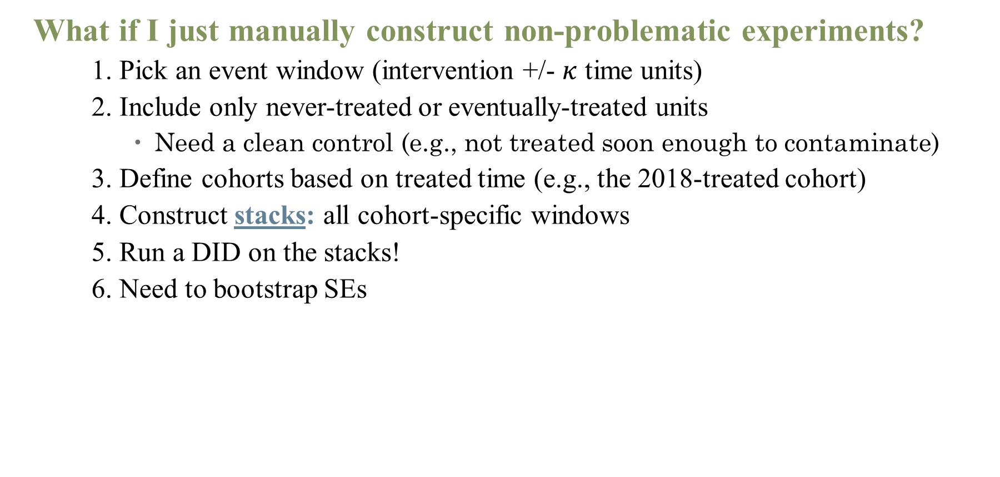 What if I just manually construct non-problematic experiments?
1. Pick an event window (intervention +/- κ time units)
2. Include only never-treated or eventually-treated units
• Need a clean control (e.g., not treated soon enough to contaminate)
3. Define cohorts based on treated time (e.g., the 2018-treated cohort)
4. Construct stacks: all cohort-specific windows
5. Run a DID on the stacks!
6. Need to bootstrap SEs